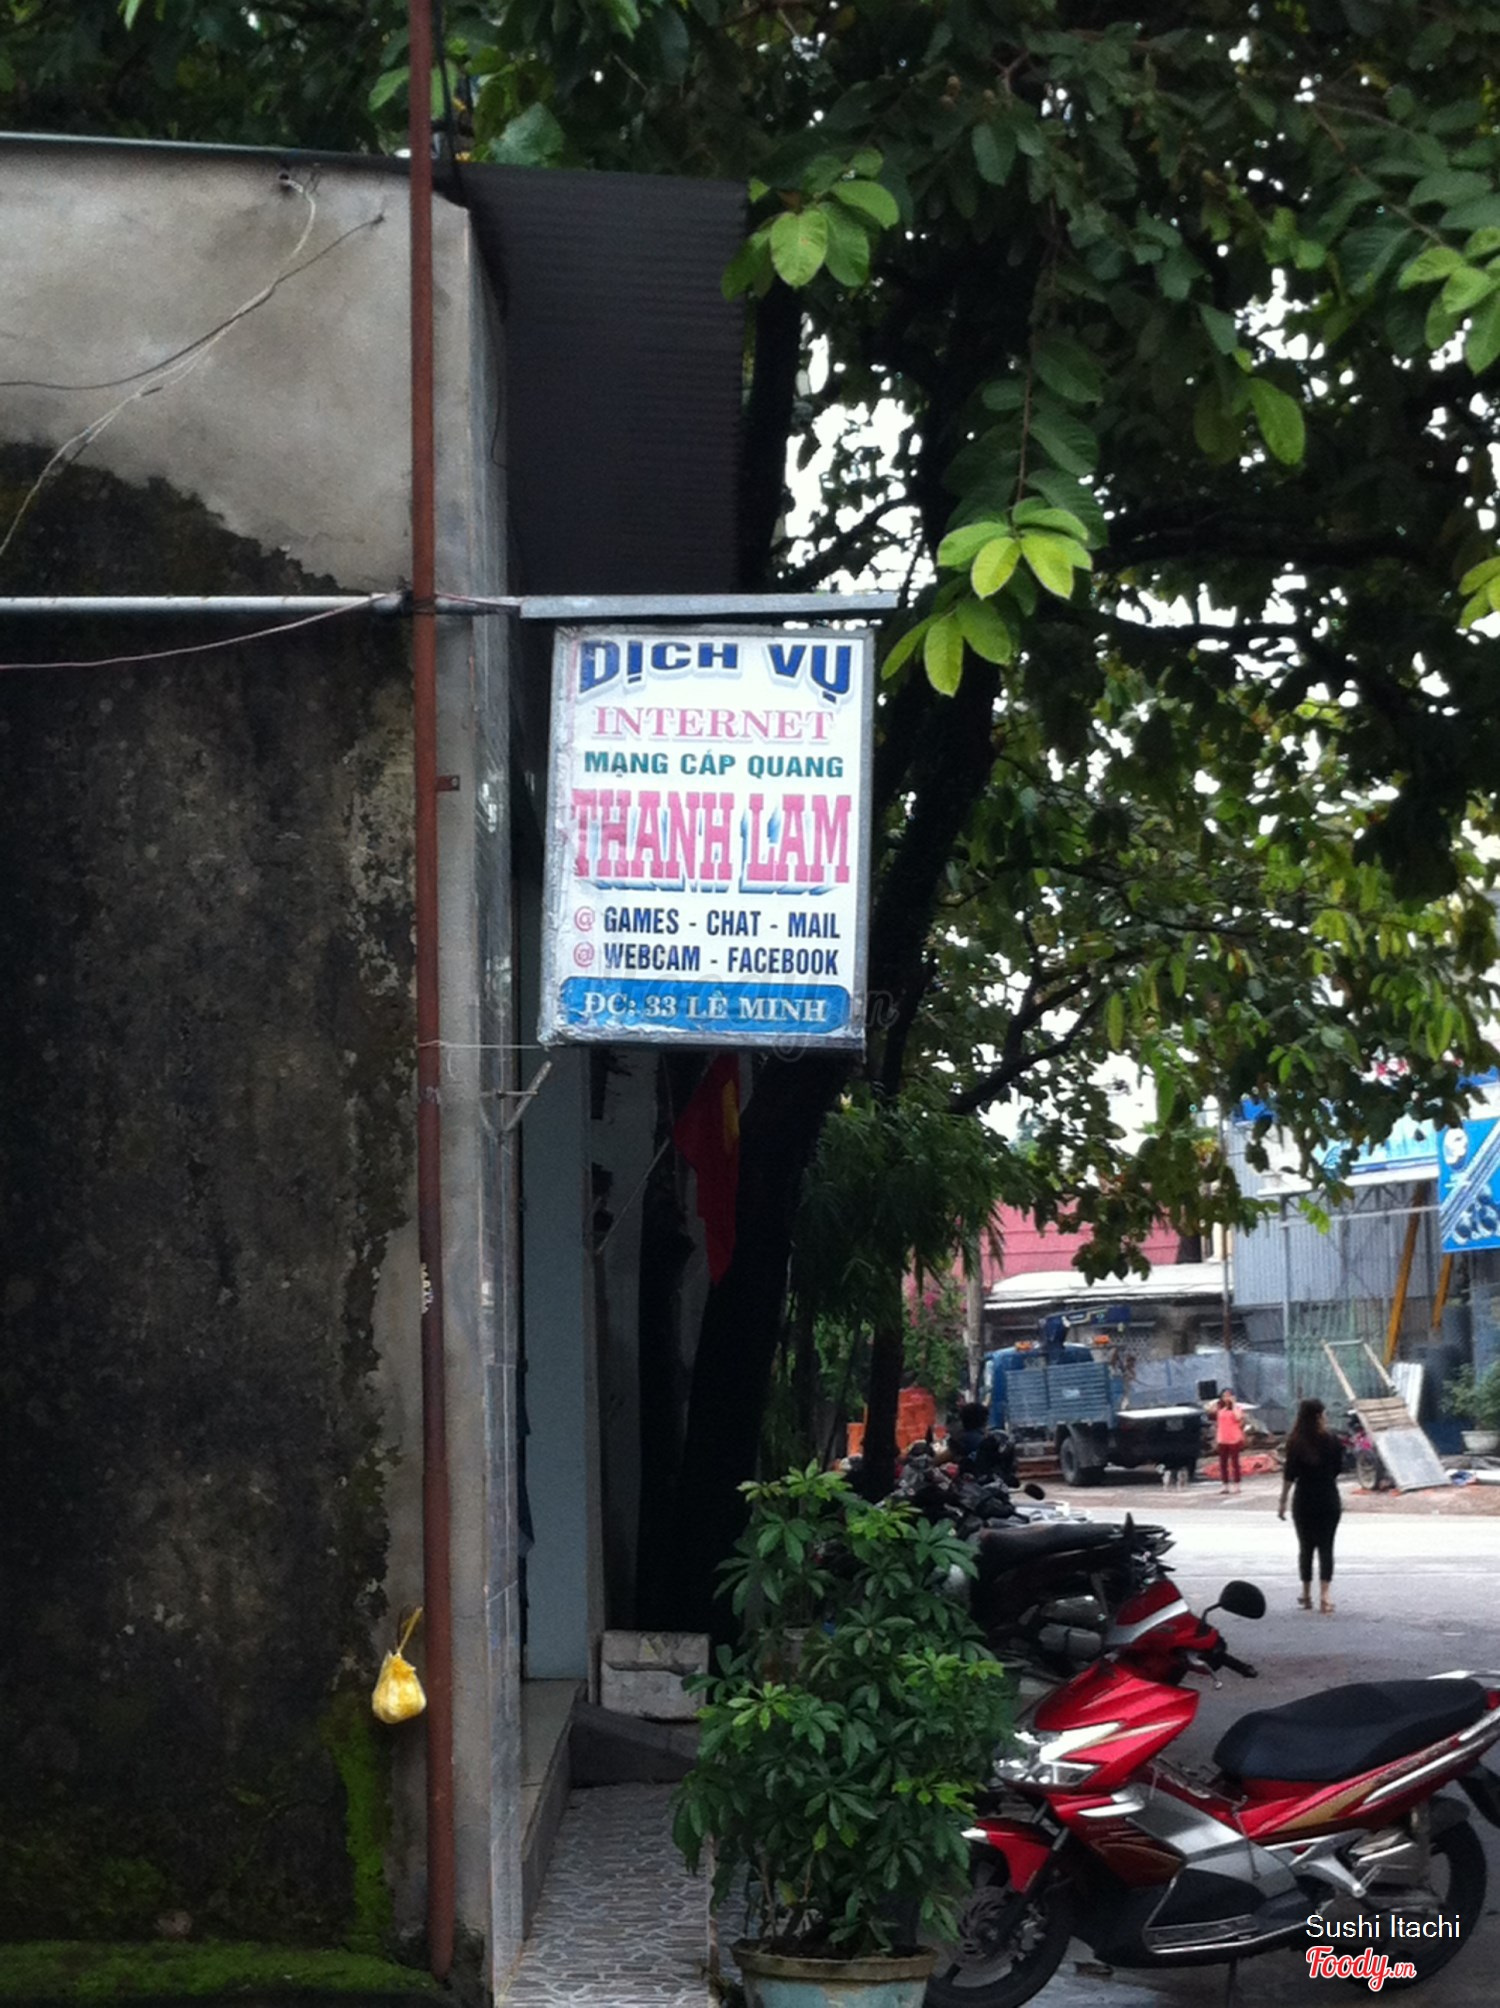 DỊCH VỤ
INTERNET
MẠNG CÁP QUANG
THANH LAM
@ GAMES - CHAT - MAIL
@ WEBCAM - FACEBOOK
ĐC: 33 LÊ MINH
Sushi Itachi
Foody.vn